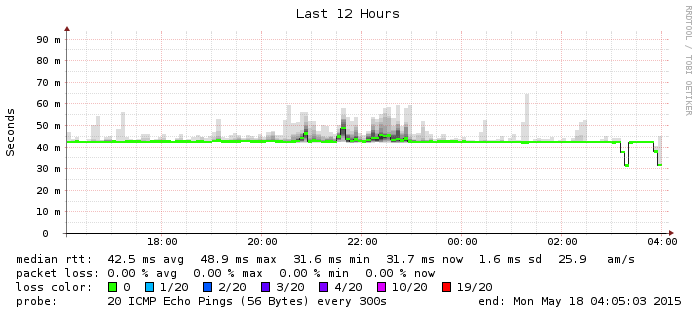 Last 12 Hours
RRDTOOL / TOBI OETIKER
Seconds
90 m
80 m
70 m
60 m
50 m
40 m
30 m
20 m
10 m
0
18:00 20:00 22:00 00:00 02:00 04:00
median rtt: 42.5 ms avg 48.9 ms max 31.6 ms min 31.7 ms now 1.6 ms sd 25.9 am/s
packet loss: 0.00 % avg 0.00 % max 0.00 % min 0.00 % now
loss color: 0 1/20 2/20 3/20 4/20 10/20 19/20
probe: 20 ICMP Echo Pings (56 Bytes) every 300s end: Mon May 18 04:05:03 2015